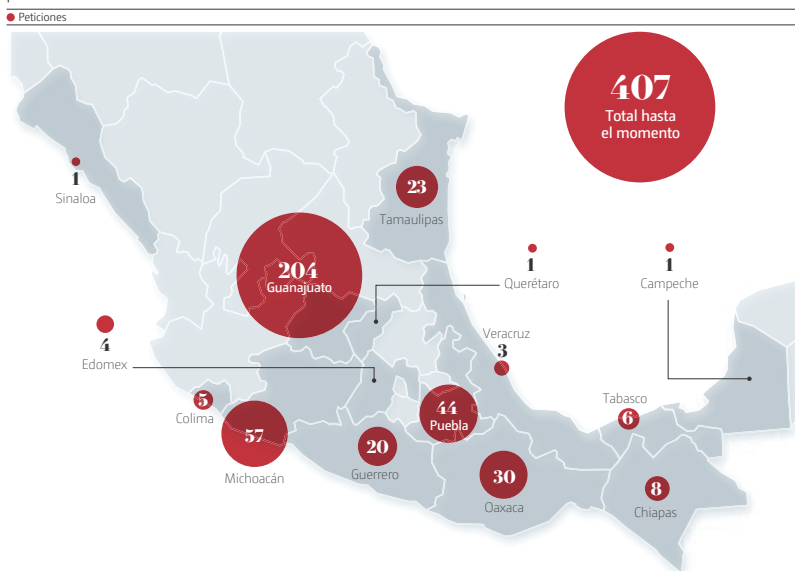 Peticiones
407
Total hasta
el momento
1
Sinaloa
23
Tamaulipas
204
Guanajuato
1
Querétaro
1
Campeche
4
Edomex
Veracruz
3
5
Colima
57
Michoacán
44
Puebla
20
Guerrero
30
Oaxaca
Tabasco
6
8
Chiapas